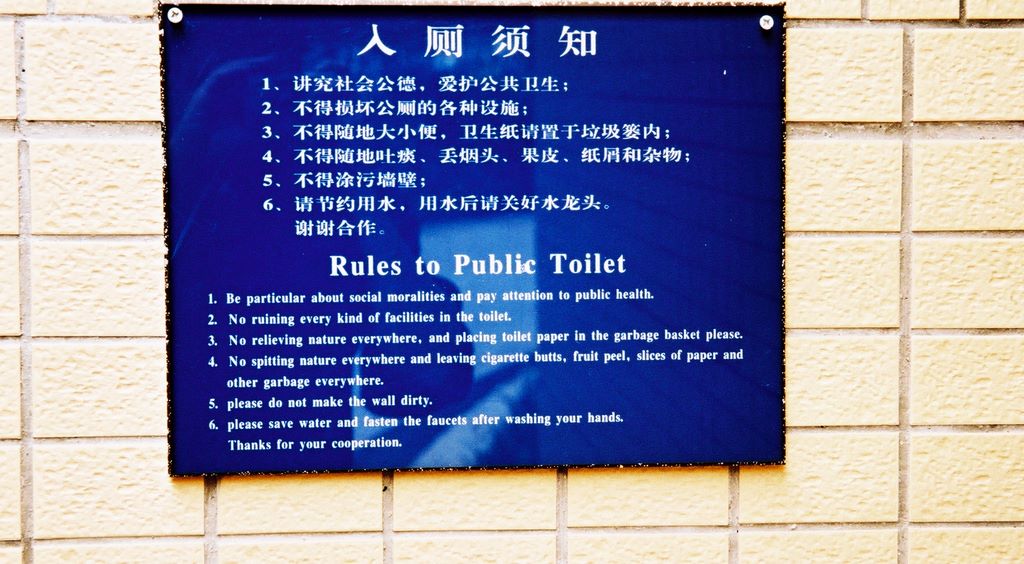 入厕须知
1、讲究社会公德，爱护公共卫生；
2、不得损坏公厕的各种设施；
3、不得随地大小便，卫生纸请置于垃圾篓内；
4、不得随地吐痰、丢烟头、果皮、纸屑和杂物；
5、不得涂污墙壁；
6、请节约用水，用水后请关好水龙头。
谢谢合作。
Rules to Public Toilet
1. Be particular about social moralities and pay attention to public health.
2. No ruining every kind of facilities in the toilet.
3. No relieving nature everywhere, and placing toilet paper in the garbage basket please.
4. No spitting nature everywhere and leaving cigarette butts, fruit peel, slices of paper and
other garbage everywhere.
5. please do not make the wall dirty.
6. please save water and fasten the faucets after washing your hands.
Thanks for your cooperation.